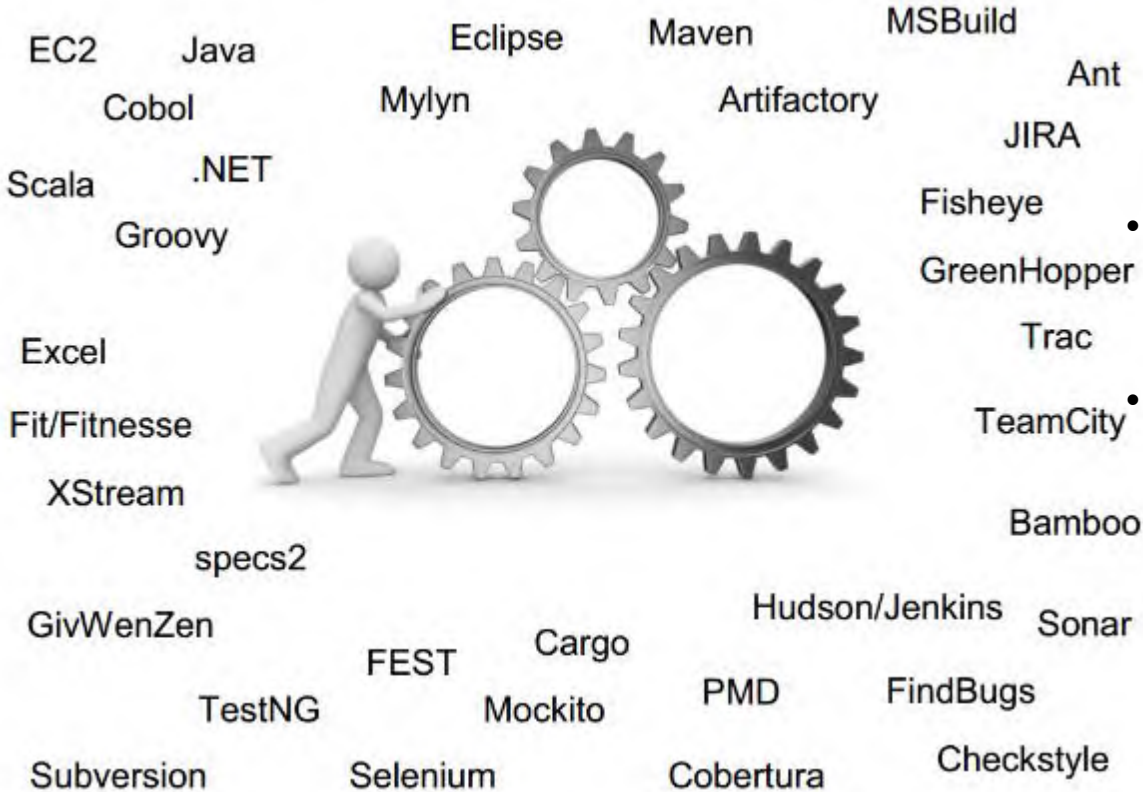 EC2
Java
Eclipse
Maven
MSBuild
Cobol
Mylyn
Artifactory
Ant
JIRA
Scala
.NET
Fisheye
Groovy
GreenHopper
Excel
Trac
Fit/Fitnesse
TeamCity
XStream
Bamboo
specs2
GivWenZen
Hudson/Jenkins
Sonar
FEST
Cargo
TestNG
Mockito
PMD
FindBugs
Subversion
Selenium
Cobertura
Checkstyle